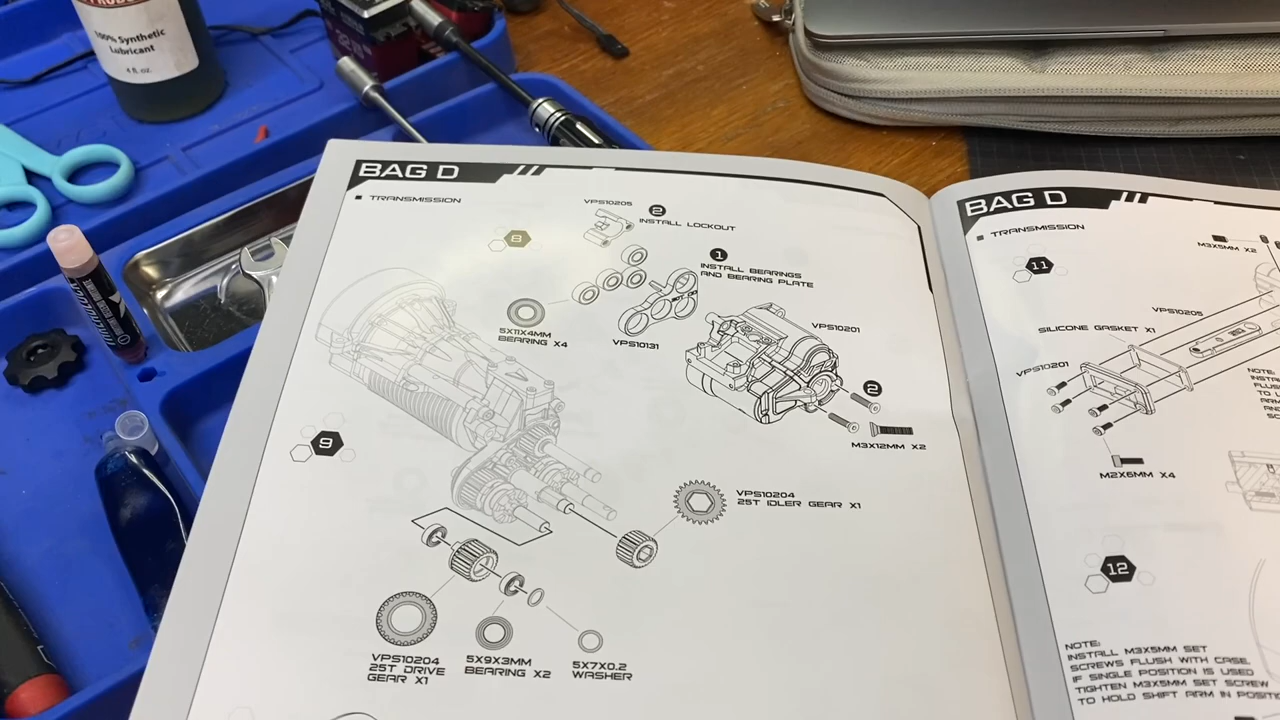 100% Synthetic
Lubricant
4 fl. oz.
BAG D
TRANSMISSION
8
VPS10205
2
INSTALL LOCKOUT
1
INSTALL BEARINGS
AND BEARING PLATE
5X11X4MM
BEARING X4
VPS10131
VPS10201
2
M3X12MM X2
9
VPS10204
25T IDLER GEAR X1
VPS10204
25T DRIVE
GEAR X1
5X9X3MM
BEARING X2
5X7X0.2
WASHER
BAG D
TRANSMISSION
11
M3X5MM X2
VPS10205
SILICONE GASKET X1
VPS10201
M2X6MM X4
NOTE:
12
NOTE:
INSTALL M3X5MM SET
SCREWS FLUSH WITH CASE.
IF SINGLE POSITION IS USED
TIGHTEN M3X5MM SET SCREW
TO HOLD SHIFT ARM IN